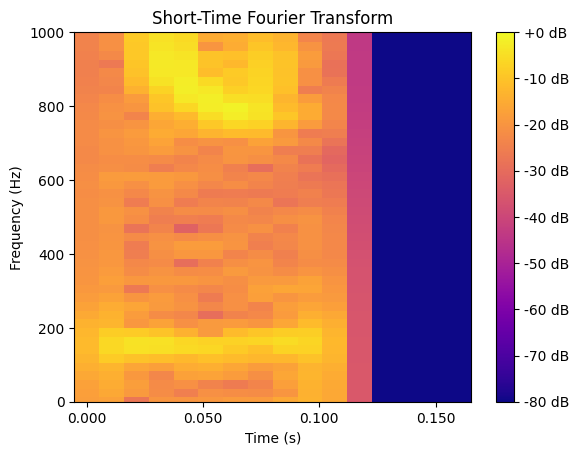 Short-Time Fourier Transform
Frequency (Hz)
1000
800
600
400
200
0
0.000
0.050
0.100
0.150
Time (s)
+0 dB
-10 dB
-20 dB
-30 dB
-40 dB
-50 dB
-60 dB
-70 dB
-80 dB